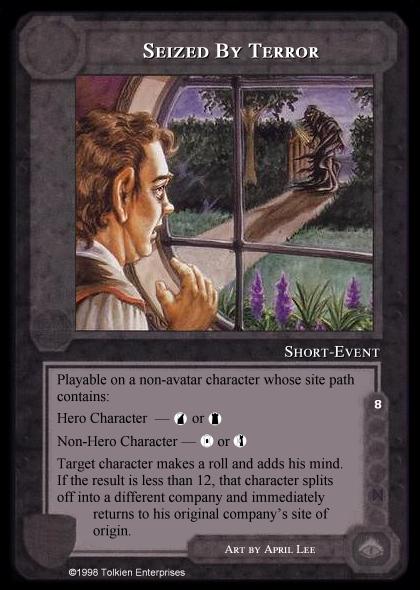 Seized By Terror
Short-Event
Playable on a non-avatar character whose site path
contains:
8
Hero Character — or
Non-Hero Character — or
Target character makes a roll and adds his mind.
If the result is less than 12, that character splits
off into a different company and immediately
returns to his original company's site of
origin.
Art by April Lee
©1998 Tolkien Enterprises